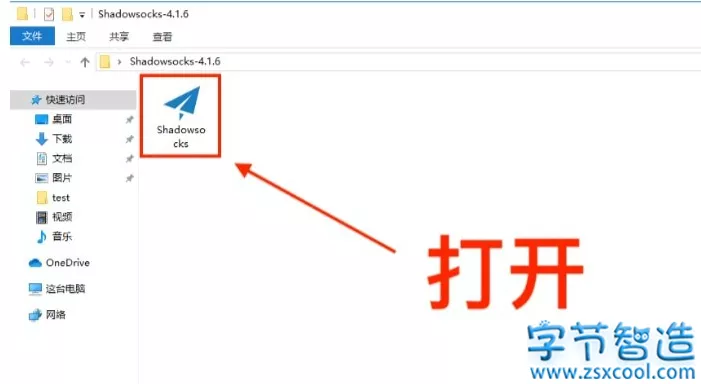 Shadowsocks-4.1.6
文件 主页 共享 查看
Shadowsocks-4.1.6
快速访问
桌面
下载
文档
图片
test
视频
音乐
OneDrive
这台电脑
网络
Shadowso
cks
打开
字节智造
www.zsxcool.com